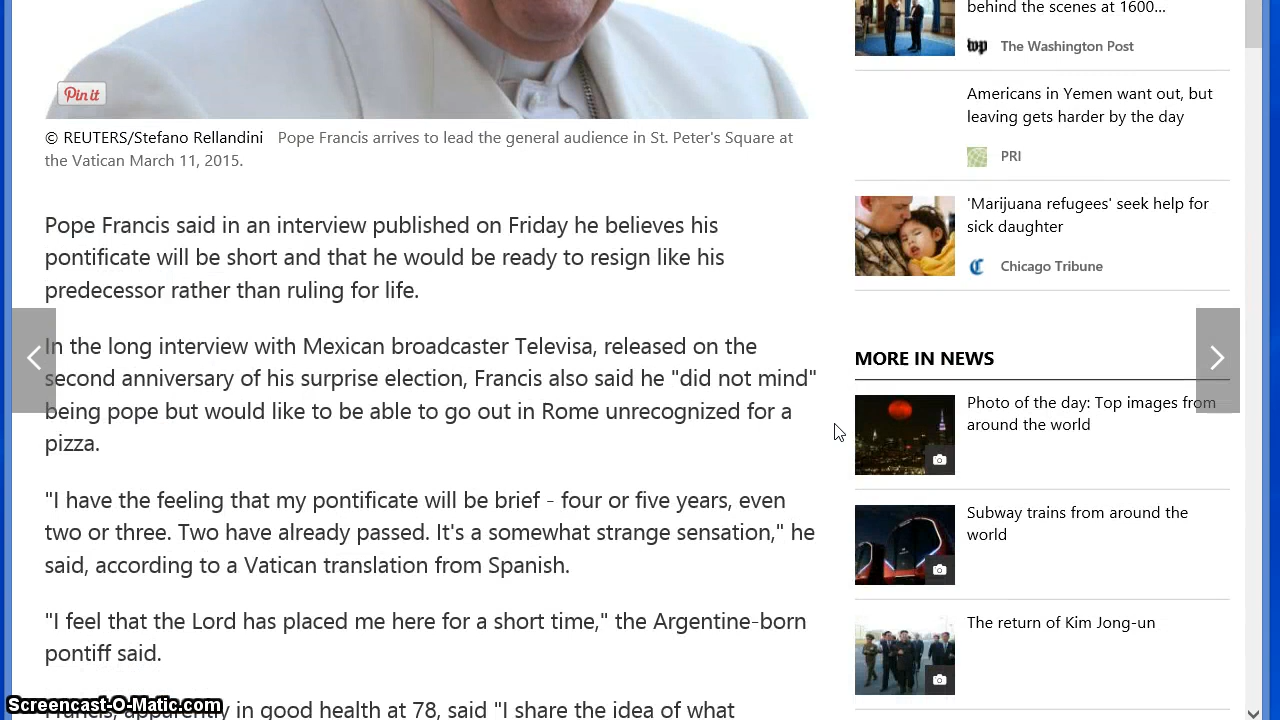 Pin it
© REUTERS/Stefano Rellandini Pope Francis arrives to lead the general audience in St. Peter's Square at
the Vatican March 11, 2015.
Pope Francis said in an interview published on Friday he believes his
pontificate will be short and that he would be ready to resign like his
predecessor rather than ruling for life.
In the long interview with Mexican broadcaster Televisa, released on the
second anniversary of his surprise election, Francis also said he "did not mind"
being pope but would like to be able to go out in Rome unrecognized for a
pizza.
"I have the feeling that my pontificate will be brief - four or five years, even
two or three. Two have already passed. It's a somewhat strange sensation," he
said, according to a Vatican translation from Spanish.
"I feel that the Lord has placed me here for a short time," the Argentine-born
pontiff said.
Francis, apparently in good health at 78, said "I share the idea of what
Screencast-O-Matic.com
behind the scenes at 1600...
wp The Washington Post
Americans in Yemen want out, but
leaving gets harder by the day
PRI
'Marijuana refugees' seek help for
sick daughter
C Chicago Tribune
MORE IN NEWS
Photo of the day: Top images from
around the world
Subway trains from around the
world
The return of Kim Jong-un